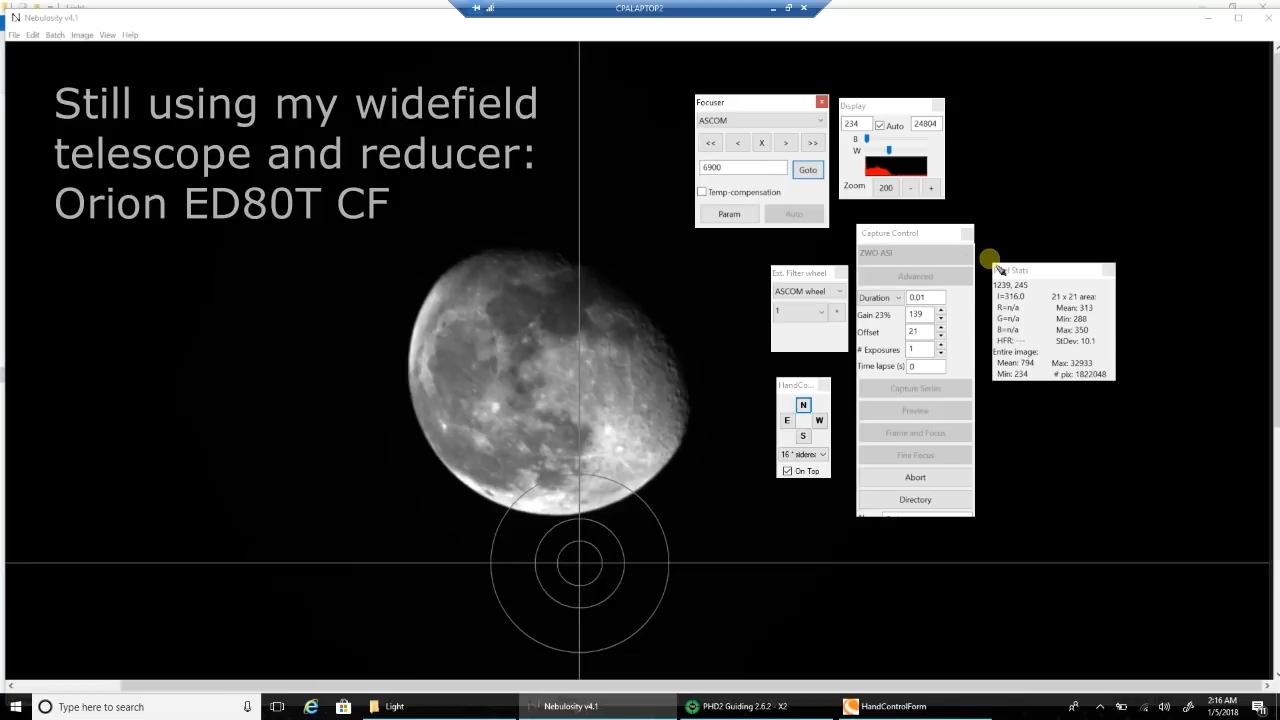 CPALAPTOP2
Light
Nebulosity v4.1
File Edit Batch Image View Help
Still using my widefield
telescope and reducer:
Orion ED80T CF
Focuser
ASCOM
<< < X > >>
6900 Goto
Temp-compensation
Param Auto
Display
234 Auto 24804
B
W
Zoom 200 - +
Capture Control
ZWO ASI
Advanced
Duration 0.01
Gain 23% 139
Offset 21
# Exposures 1
Time lapse (s) 0
Capture Series
Preview
Frame and Focus
Fine Focus
Abort
Directory
Ext. Filter wheel
ASCOM wheel
1
HandCo...
N
E W
S
On Top
Stats
1239, 245
I=316.0 21 x 21 area:
R=n/a Mean: 313
G=n/a Min: 288
B=n/a Max: 350
HFR: --- StDev: 10.1
Entire image:
Mean: 794 Max: 32933
Min: 234 # pix: 1822048
Type here to search
Light
Nebulosity v4.1
PHD2 Guiding 2.6.2 - X2
HandControlForm
2:16 AM
1/5/2018